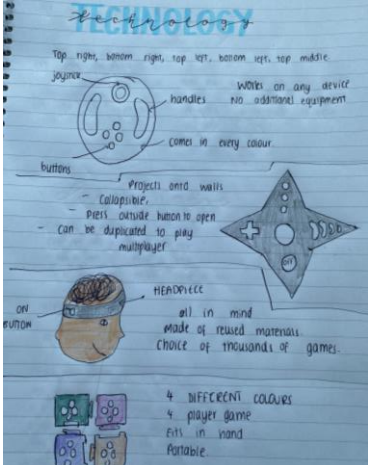 TECHNOLOGY
technology
Top right, bottom right, top left, bottom left, top middle
joystick
Works on any device
handles
No additional equipment
comes in every colour
buttons
Projects onto walls
- Collapsible,
- Press outside button to open
- Can be duplicated to play
multiplayer
off
HEADPIECE
ON
BUTTON
all in mind
Made of reused materials.
Choice of thousands of games.
4 DIFFERENT COLOURS
4 player game
Fits in hand
Portable.